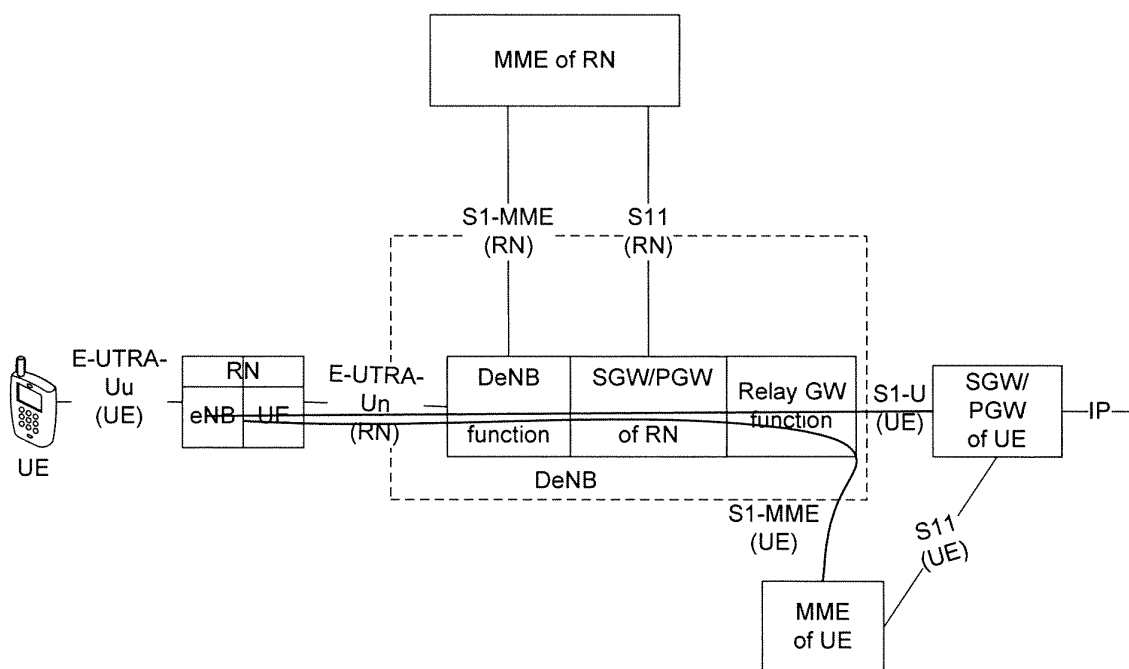 MME of RN
S1-MME
(RN)
S11
(RN)
E-UTRA-
Uu
(UE)
UE
RN
eNB
UE
E-UTRA-
Un
(RN)
DeNB
function
SGW/PGW
of RN
Relay GW
function
DeNB
S1-U
(UE)
SGW/
PGW
of UE
IP
S1-MME
(UE)
S11
(UE)
MME
of UE